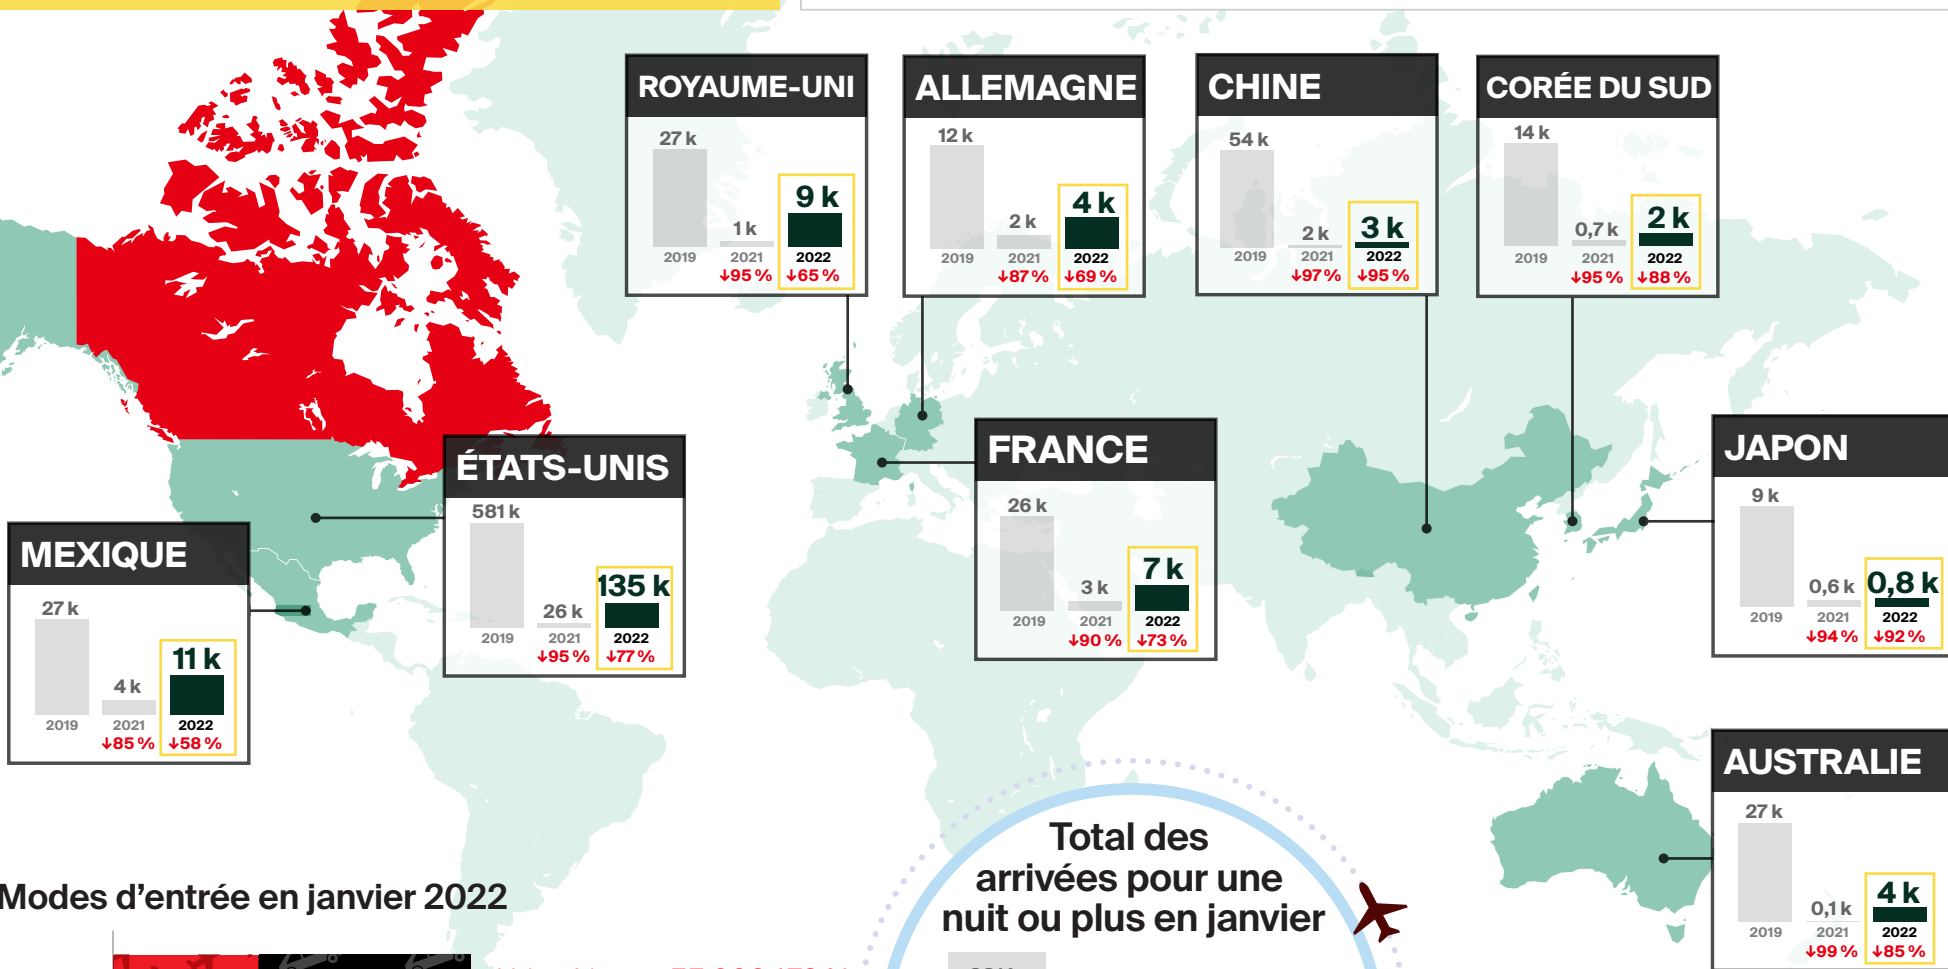 ROYAUME-UNI
27 k
1 k
9 k
2019
2021
2022
↓95 %
↓65 %
ALLEMAGNE
12 k
2 k
4 k
2019
2021
2022
↓87 %
↓69 %
CHINE
54 k
2 k
3 k
2019
2021
2022
↓97 %
↓95 %
CORÉE DU SUD
14 k
0,7 k
2 k
2019
2021
2022
↓95 %
↓88 %
FRANCE
26 k
3 k
7 k
2019
2021
2022
↓90 %
↓73 %
JAPON
9 k
0,6 k
0,8 k
2019
2021
2022
↓94 %
↓92 %
ÉTATS-UNIS
581 k
26 k
135 k
2019
2021
2022
↓95 %
↓77 %
MEXIQUE
27 k
4 k
11 k
2019
2021
2022
↓85 %
↓58 %
AUSTRALIE
27 k
0,1 k
4 k
2019
2021
2022
↓99 %
↓85 %
Modes d'entrée en janvier 2022
Total des
arrivées pour une
nuit ou plus en janvier